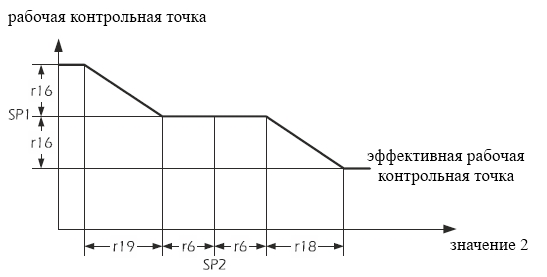 рабочая контрольная точка
r16
SP1
r16
эффективная рабочая
контрольная точка
r19
r6
r6
r18
значение 2
SP2